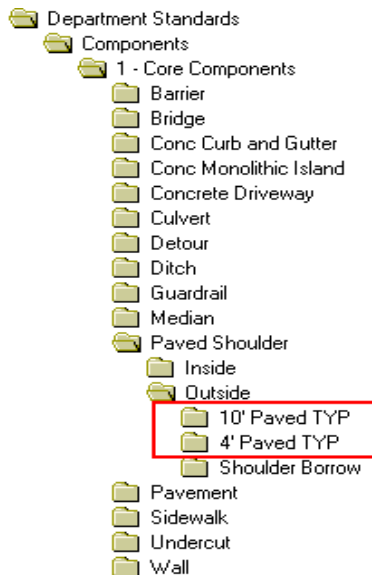 Department Standards
Components
1 - Core Components
Barrier
Bridge
Conc Curb and Gutter
Conc Monolithic Island
Concrete Driveway
Culvert
Detour
Ditch
Guardrail
Median
Paved Shoulder
Inside
Outside
10' Paved TYP
4' Paved TYP
Shoulder Borrow
Pavement
Sidewalk
Undercut
Wall